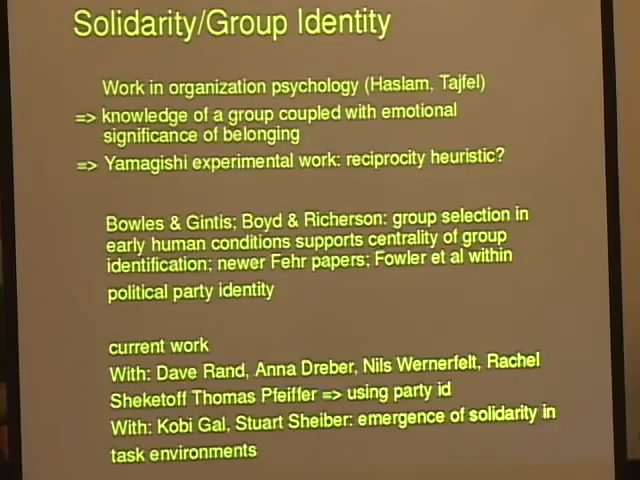 Solidarity/Group Identity
Work in organization psychology (Haslam, Tajfel)
=> knowledge of a group coupled with emotional
significance of belonging
=> Yamagishi experimental work: reciprocity heuristic?
Bowles & Gintis; Boyd & Richerson: group selection in
early human conditions supports centrality of group
identification; newer Fehr papers; Fowler et al within
political party identity
current work
With: Dave Rand, Anna Dreber, Nils Wernerfelt, Rachel
Sheketoff Thomas Pfeiffer => using party id
With: Kobi Gal, Stuart Sheiber: emergence of solidarity in
task environments